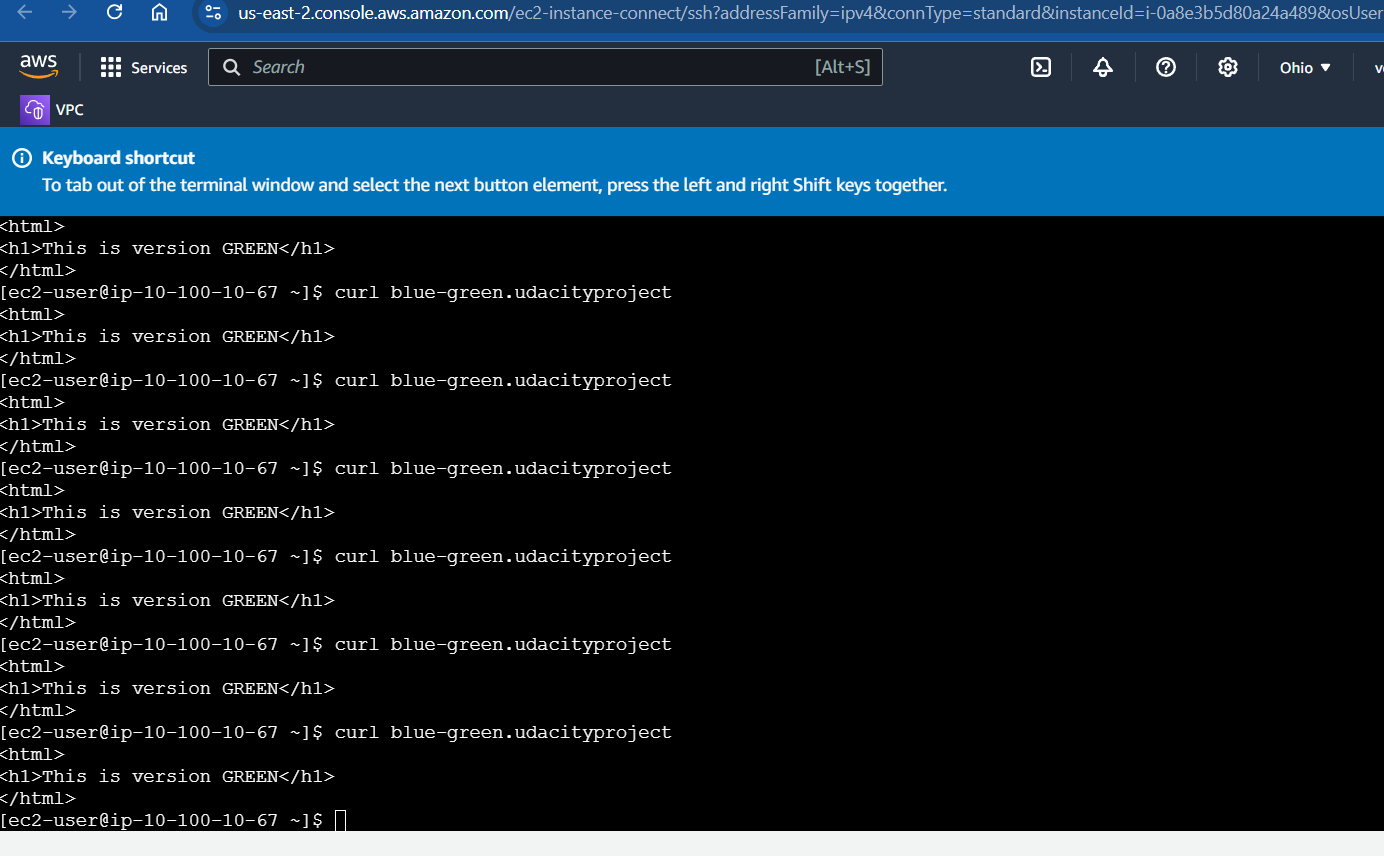 us-east-2.console.aws.amazon.com/ec2-instance-connect/ssh?addressFamily=ipv4&connType=standard&instanceId=i-0a8e3b5d80a24a489&osUser
aws Services Search [Alt+S] Ohio
VPC
Keyboard shortcut
To tab out of the terminal window and select the next button element, press the left and right Shift keys together.
<html>
<h1>This is version GREEN</h1>
</html>
[ec2-user@ip-10-100-10-67 ~]$ curl blue-green.udacityproject
<html>
<h1>This is version GREEN</h1>
</html>
[ec2-user@ip-10-100-10-67 ~]$ curl blue-green.udacityproject
<html>
<h1>This is version GREEN</h1>
</html>
[ec2-user@ip-10-100-10-67 ~]$ curl blue-green.udacityproject
<html>
<h1>This is version GREEN</h1>
</html>
[ec2-user@ip-10-100-10-67 ~]$ curl blue-green.udacityproject
<html>
<h1>This is version GREEN</h1>
</html>
[ec2-user@ip-10-100-10-67 ~]$ curl blue-green.udacityproject
<html>
<h1>This is version GREEN</h1>
</html>
[ec2-user@ip-10-100-10-67 ~]$ curl blue-green.udacityproject
<html>
<h1>This is version GREEN</h1>
</html>
[ec2-user@ip-10-100-10-67 ~]$